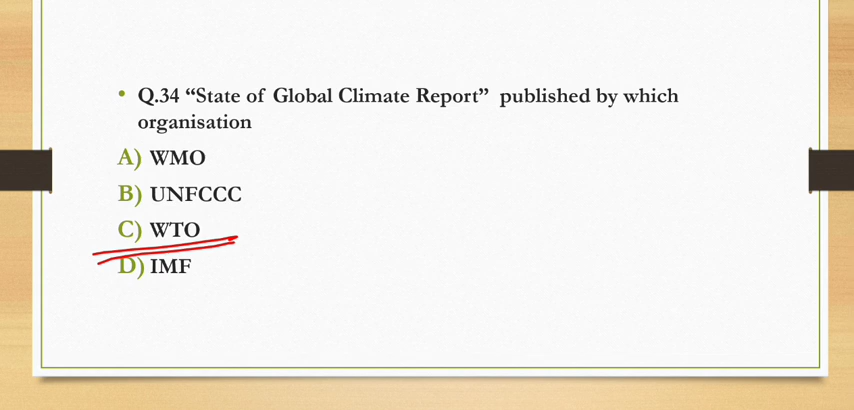 • Q.34 “State of Global Climate Report” published by which
organisation
A) WMO
B) UNFCCC
C) WTO
D) IMF